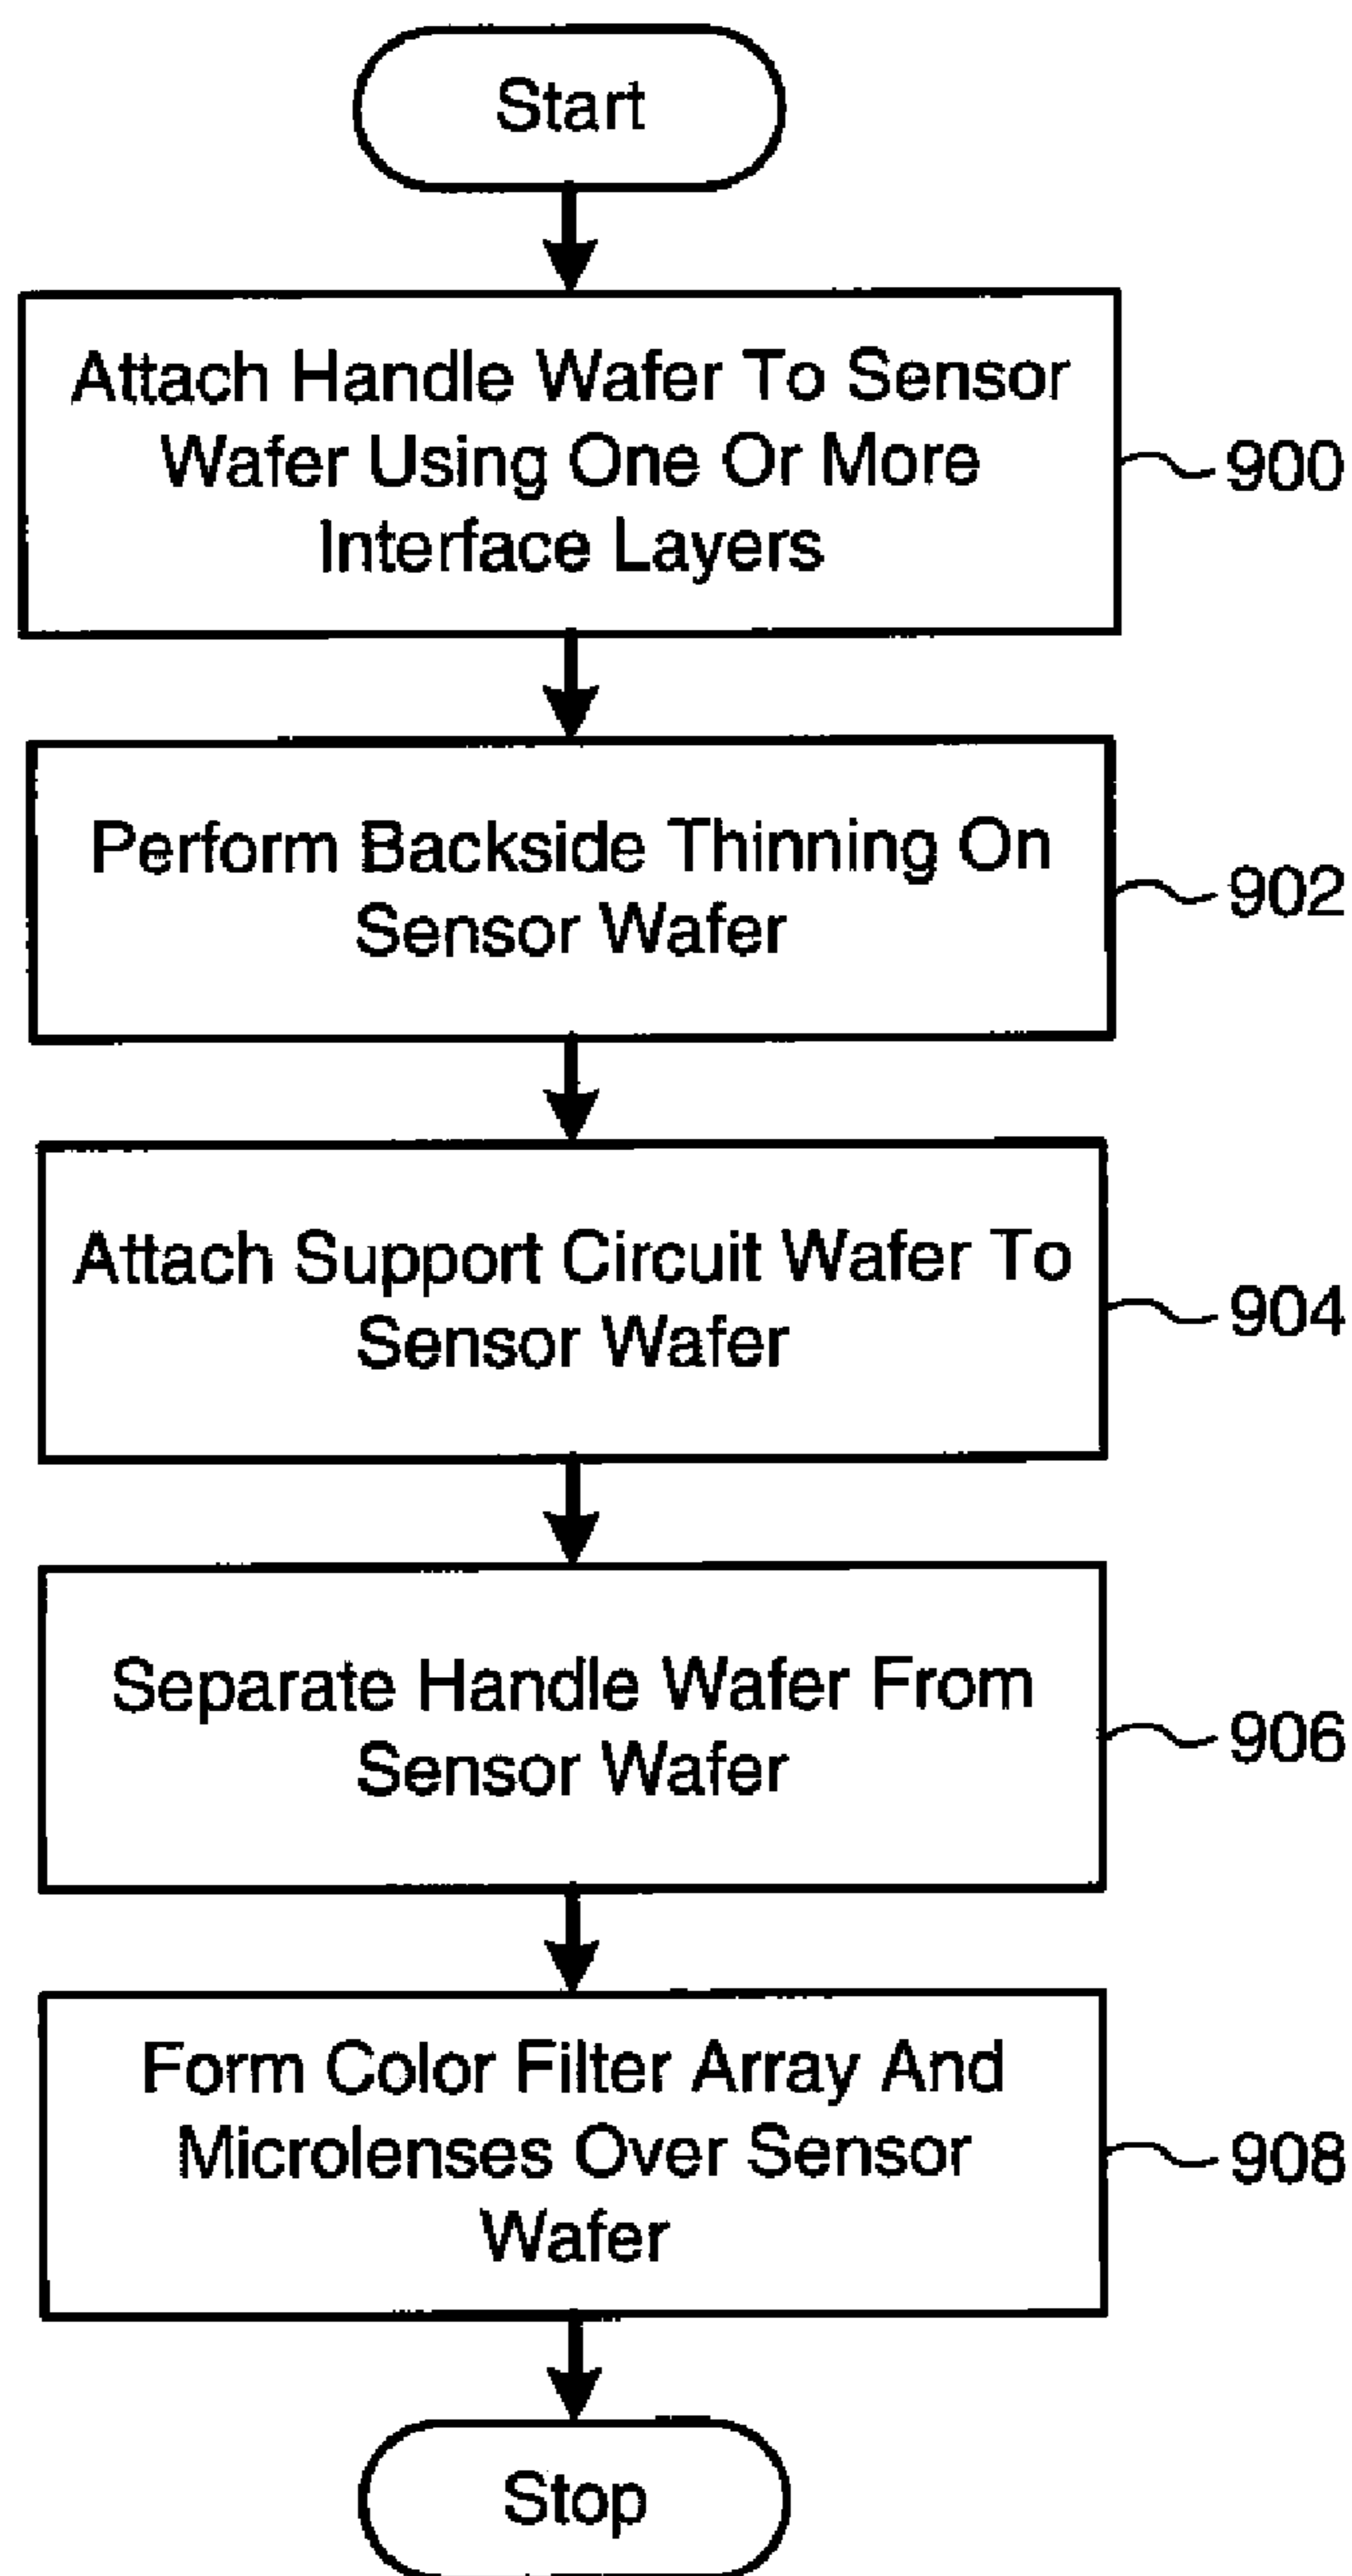 Start
Attach Handle Wafer To Sensor
Wafer Using One Or More
Interface Layers
900
Perform Backside Thinning On
Sensor Wafer
902
Attach Support Circuit Wafer To
Sensor Wafer
904
Separate Handle Wafer From
Sensor Wafer
906
Form Color Filter Array And
Microlenses Over Sensor
Wafer
908
Stop